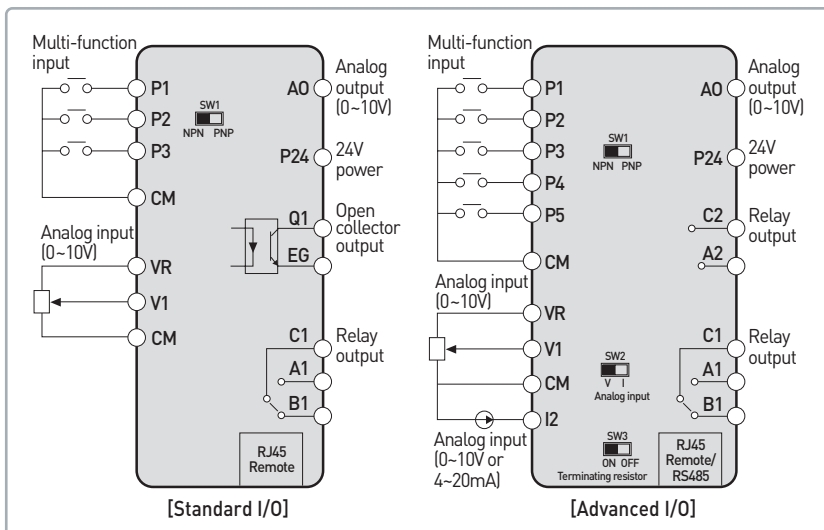 Multi-function
input
P1
P2
P3
CM
SW1
NPN PNP
AO
Analog
output
(0~10V)
P24
24V
power
Q1
EG
Open
collector
output
Analog input
(0~10V)
VR
V1
CM
C1
A1
B1
Relay
output
RJ45
Remote
[Standard I/O]
Multi-function
input
P1
P2
P3
P4
P5
CM
SW1
NPN PNP
AO
Analog
output
(0~10V)
P24
24V
power
C2
A2
Relay
output
Analog input
(0~10V)
VR
V1
CM
I2
Analog input
(0~10V or
4~20mA)
SW2
V I
Analog input
SW3
ON OFF
Terminating resistor
C1
A1
B1
Relay
output
RJ45
Remote/
RS485
[Advanced I/O]